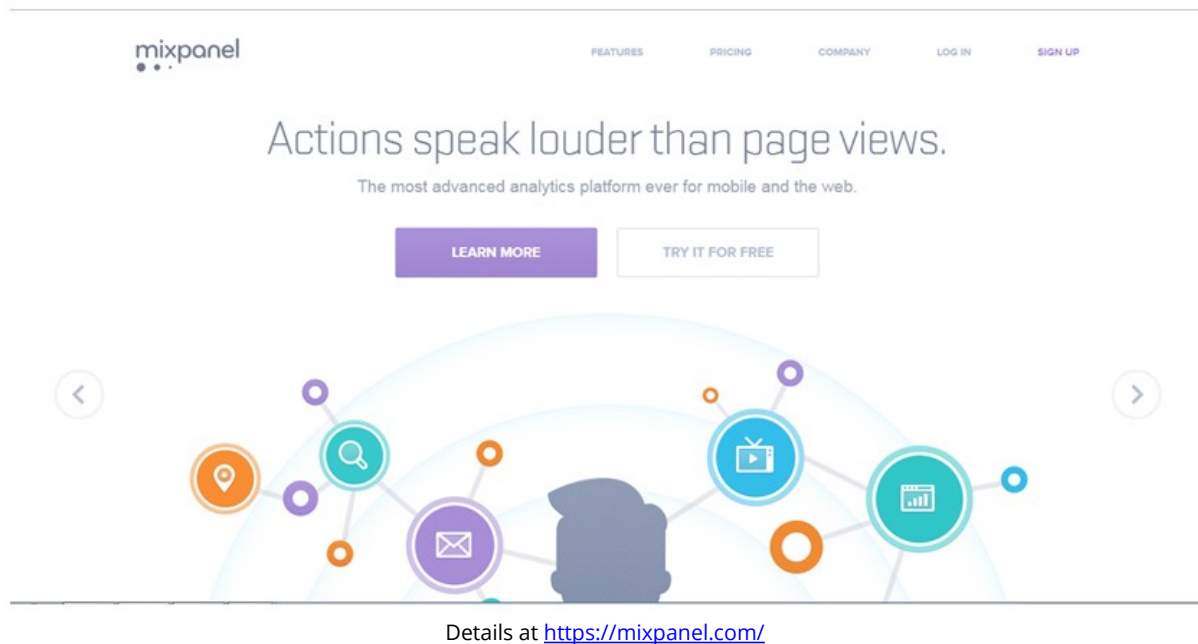 mixpanel
FEATURES PRICING COMPANY LOG IN SIGN UP
Actions speak louder than page views.
The most advanced analytics platform ever for mobile and the web.
LEARN MORE TRY IT FOR FREE
Details at https://mixpanel.com/